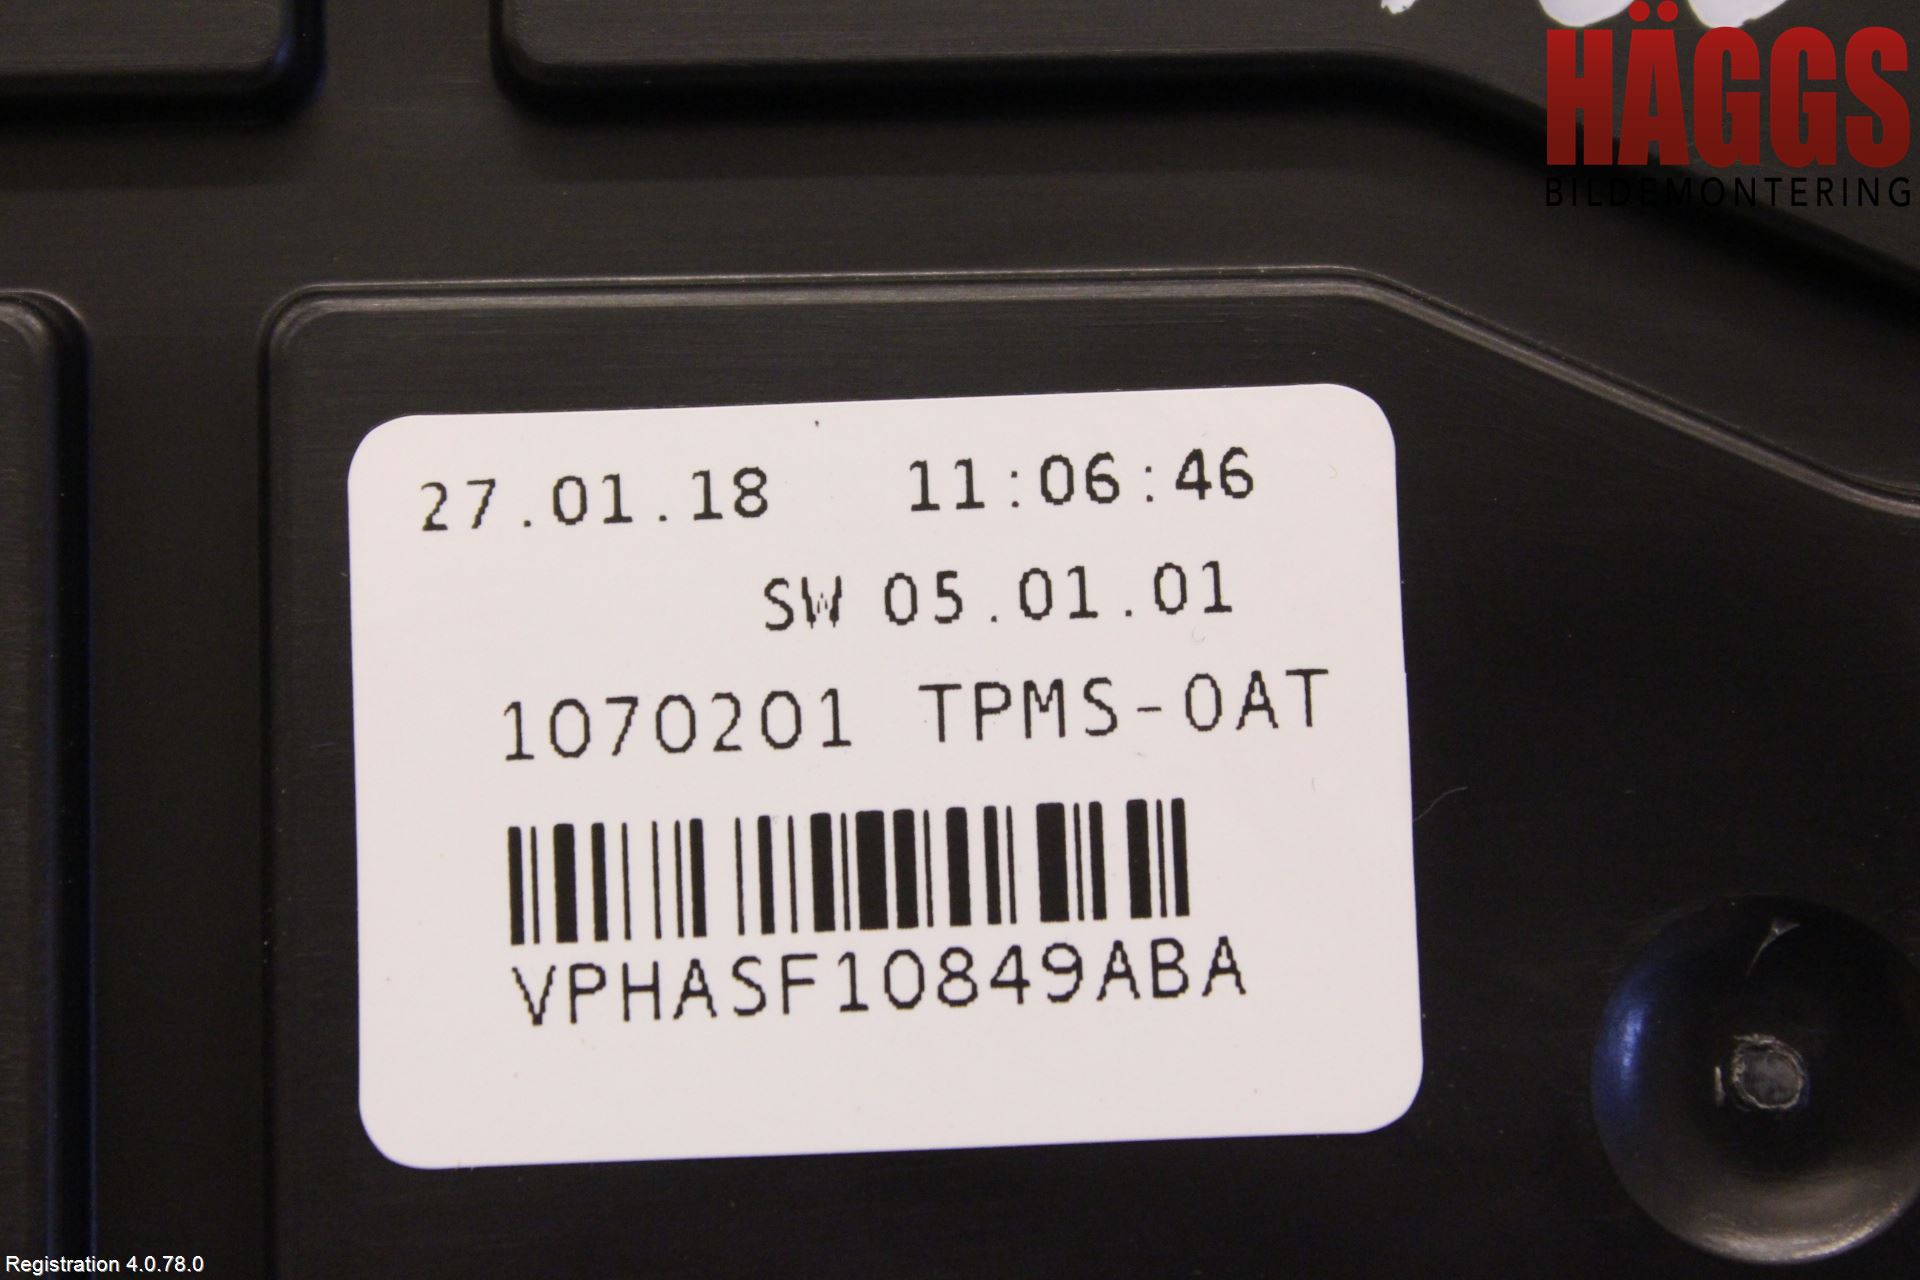 HÄGGS
BILDEMONTERING
27.01.18 11:06:46
SW 05.01.01
1070201 TPMS-OAT
VPHASF10849ABA
Registration 4.0.78.0